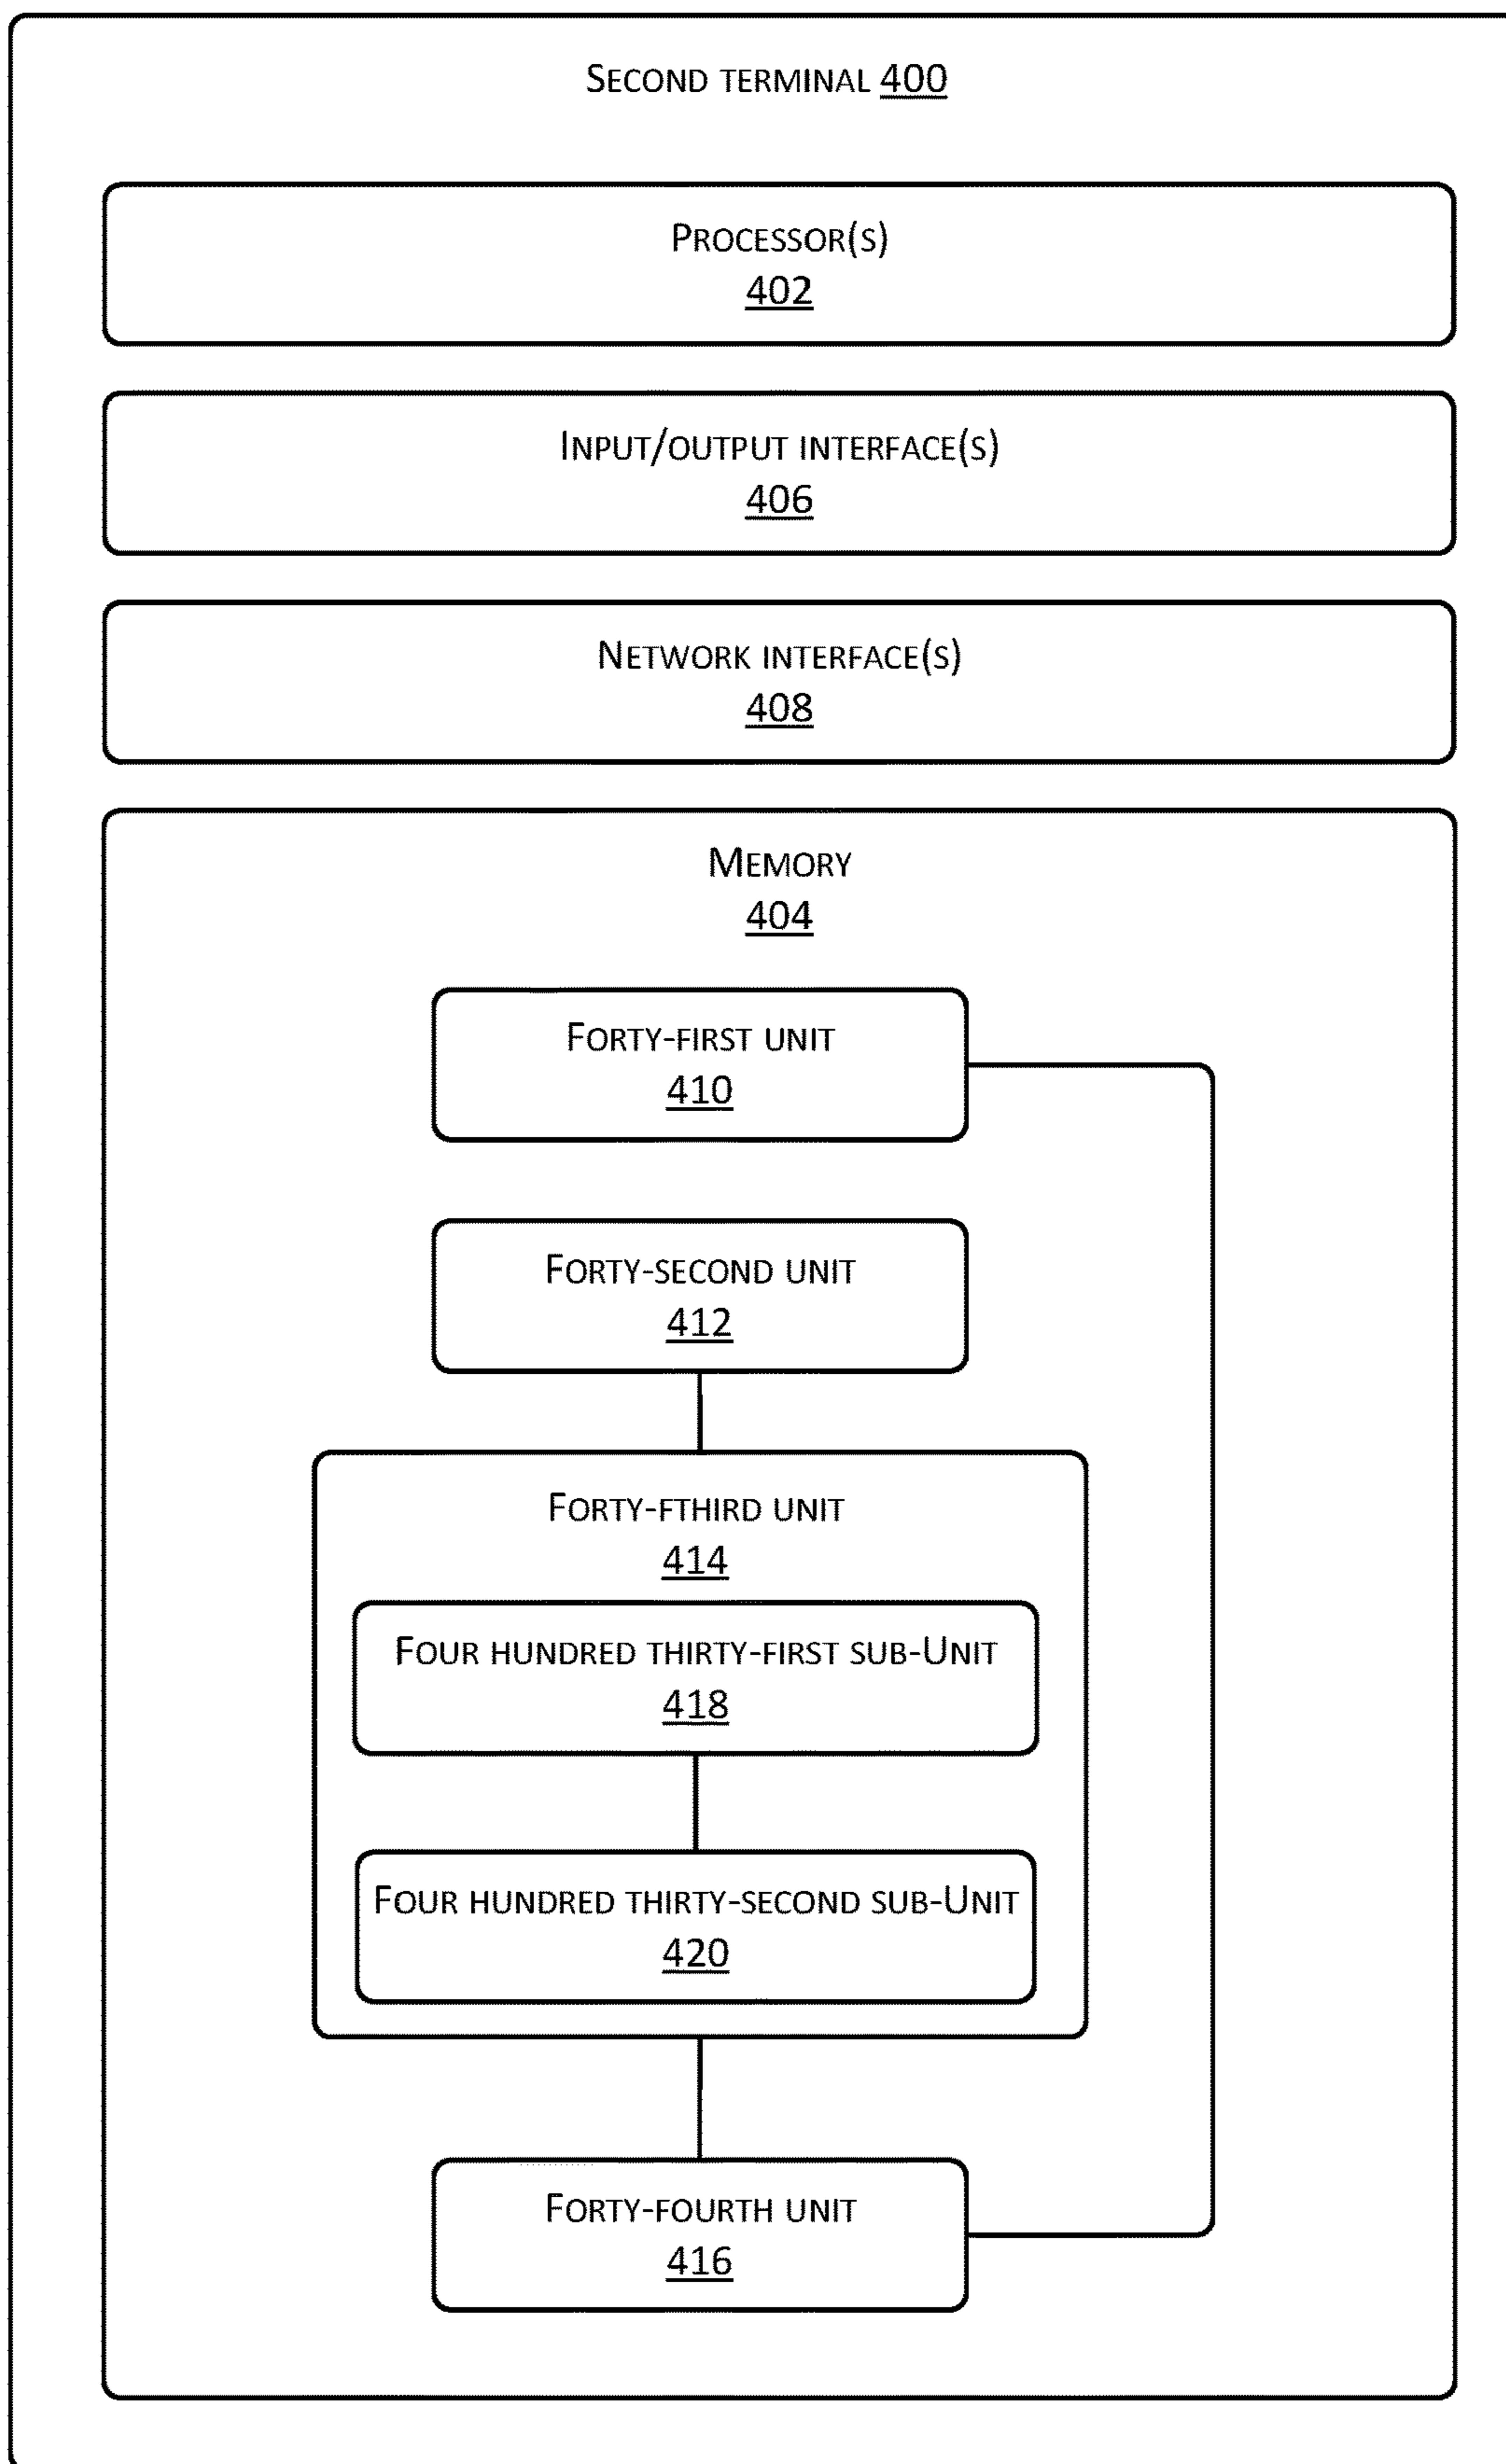 Second terminal 400
Processor(s)
402
Input/output interface(s)
406
Network interface(s)
408
Memory
404
Forty-first unit
410
Forty-second unit
412
Forty-fthird unit
414
Four hundred thirty-first sub-Unit
418
Four hundred thirty-second sub-Unit
420
Forty-fourth unit
416